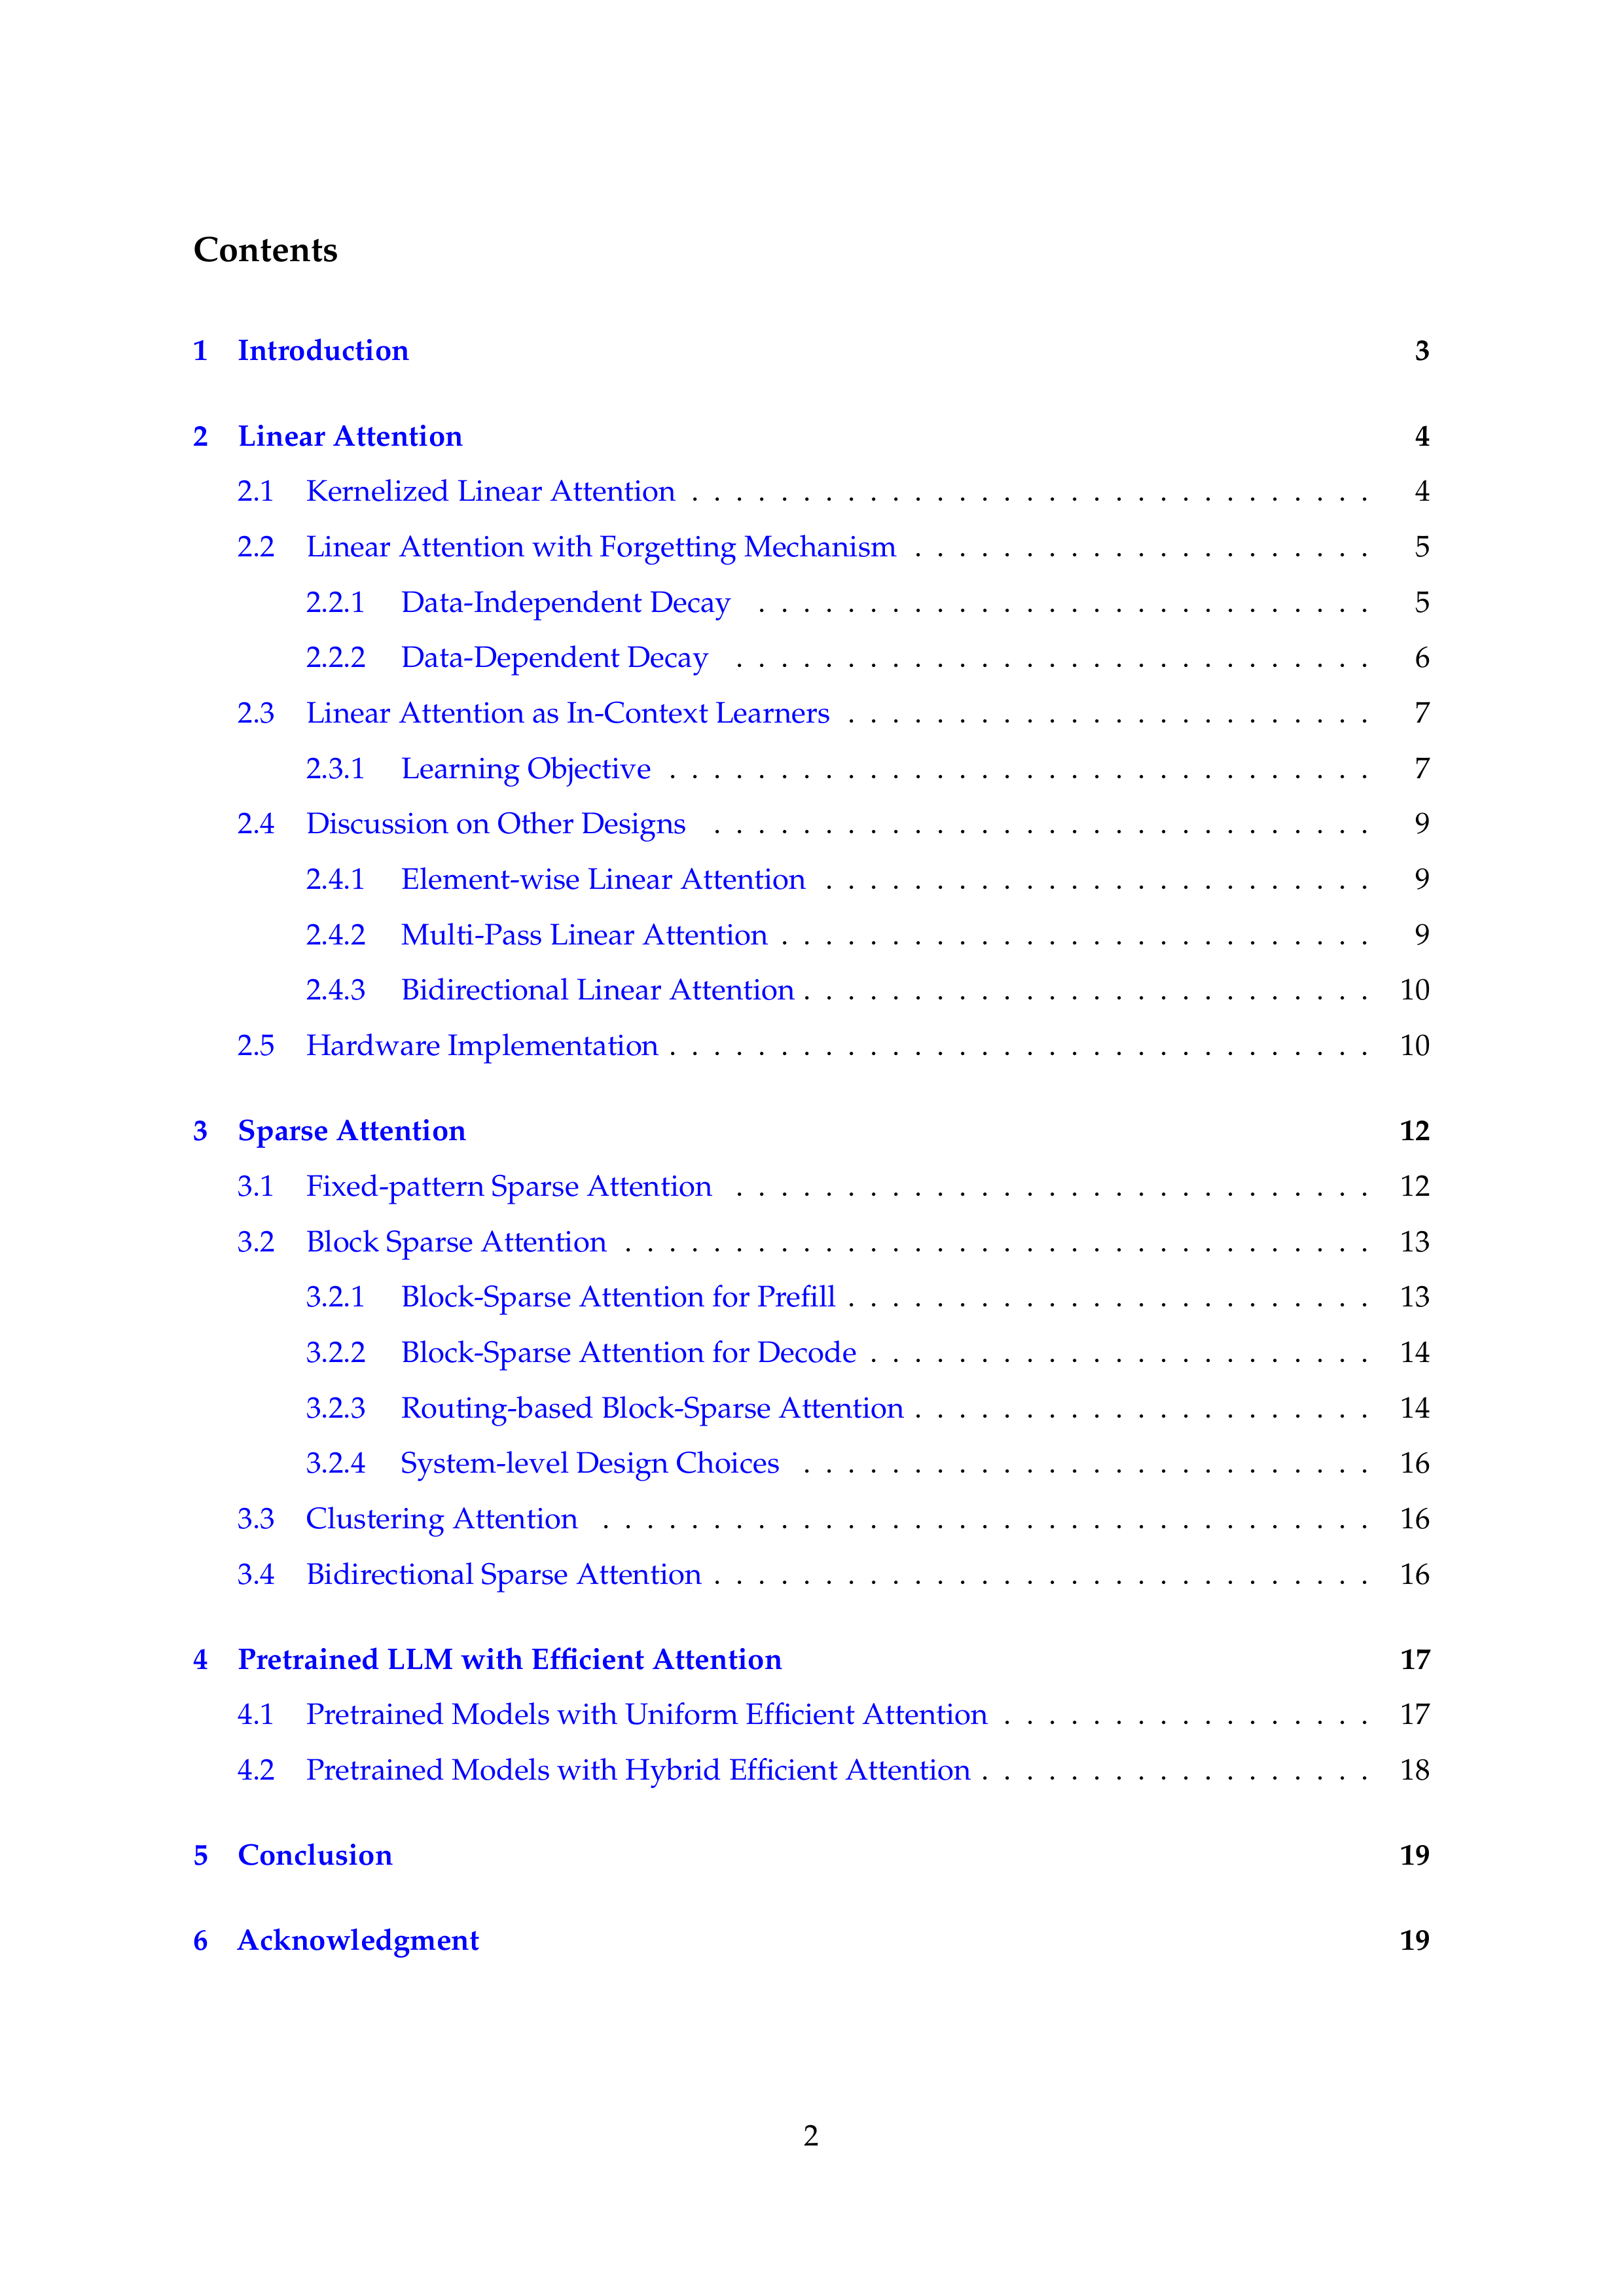 Contents
1 Introduction 3
2 Linear Attention 4
2.1 Kernelized Linear Attention . . . . . . . . . . . . . . . . . . . . . . . . . . . . . . . 4
2.2 Linear Attention with Forgetting Mechanism . . . . . . . . . . . . . . . . . . . . . 5
2.2.1 Data-Independent Decay . . . . . . . . . . . . . . . . . . . . . . . . . . . . 5
2.2.2 Data-Dependent Decay . . . . . . . . . . . . . . . . . . . . . . . . . . . . . 6
2.3 Linear Attention as In-Context Learners . . . . . . . . . . . . . . . . . . . . . . . . 7
2.3.1 Learning Objective . . . . . . . . . . . . . . . . . . . . . . . . . . . . . . . . 7
2.4 Discussion on Other Designs . . . . . . . . . . . . . . . . . . . . . . . . . . . . . . 9
2.4.1 Element-wise Linear Attention . . . . . . . . . . . . . . . . . . . . . . . . . 9
2.4.2 Multi-Pass Linear Attention . . . . . . . . . . . . . . . . . . . . . . . . . . . 9
2.4.3 Bidirectional Linear Attention . . . . . . . . . . . . . . . . . . . . . . . . . . 10
2.5 Hardware Implementation . . . . . . . . . . . . . . . . . . . . . . . . . . . . . . . . 10
3 Sparse Attention 12
3.1 Fixed-pattern Sparse Attention . . . . . . . . . . . . . . . . . . . . . . . . . . . . . 12
3.2 Block Sparse Attention . . . . . . . . . . . . . . . . . . . . . . . . . . . . . . . . . . 13
3.2.1 Block-Sparse Attention for Prefill . . . . . . . . . . . . . . . . . . . . . . . . 13
3.2.2 Block-Sparse Attention for Decode . . . . . . . . . . . . . . . . . . . . . . . 14
3.2.3 Routing-based Block-Sparse Attention . . . . . . . . . . . . . . . . . . . . . 14
3.2.4 System-level Design Choices . . . . . . . . . . . . . . . . . . . . . . . . . . 16
3.3 Clustering Attention . . . . . . . . . . . . . . . . . . . . . . . . . . . . . . . . . . . 16
3.4 Bidirectional Sparse Attention . . . . . . . . . . . . . . . . . . . . . . . . . . . . . . 16
4 Pretrained LLM with Efficient Attention 17
4.1 Pretrained Models with Uniform Efficient Attention . . . . . . . . . . . . . . . . . 17
4.2 Pretrained Models with Hybrid Efficient Attention . . . . . . . . . . . . . . . . . . 18
5 Conclusion 19
6 Acknowledgment 19
2